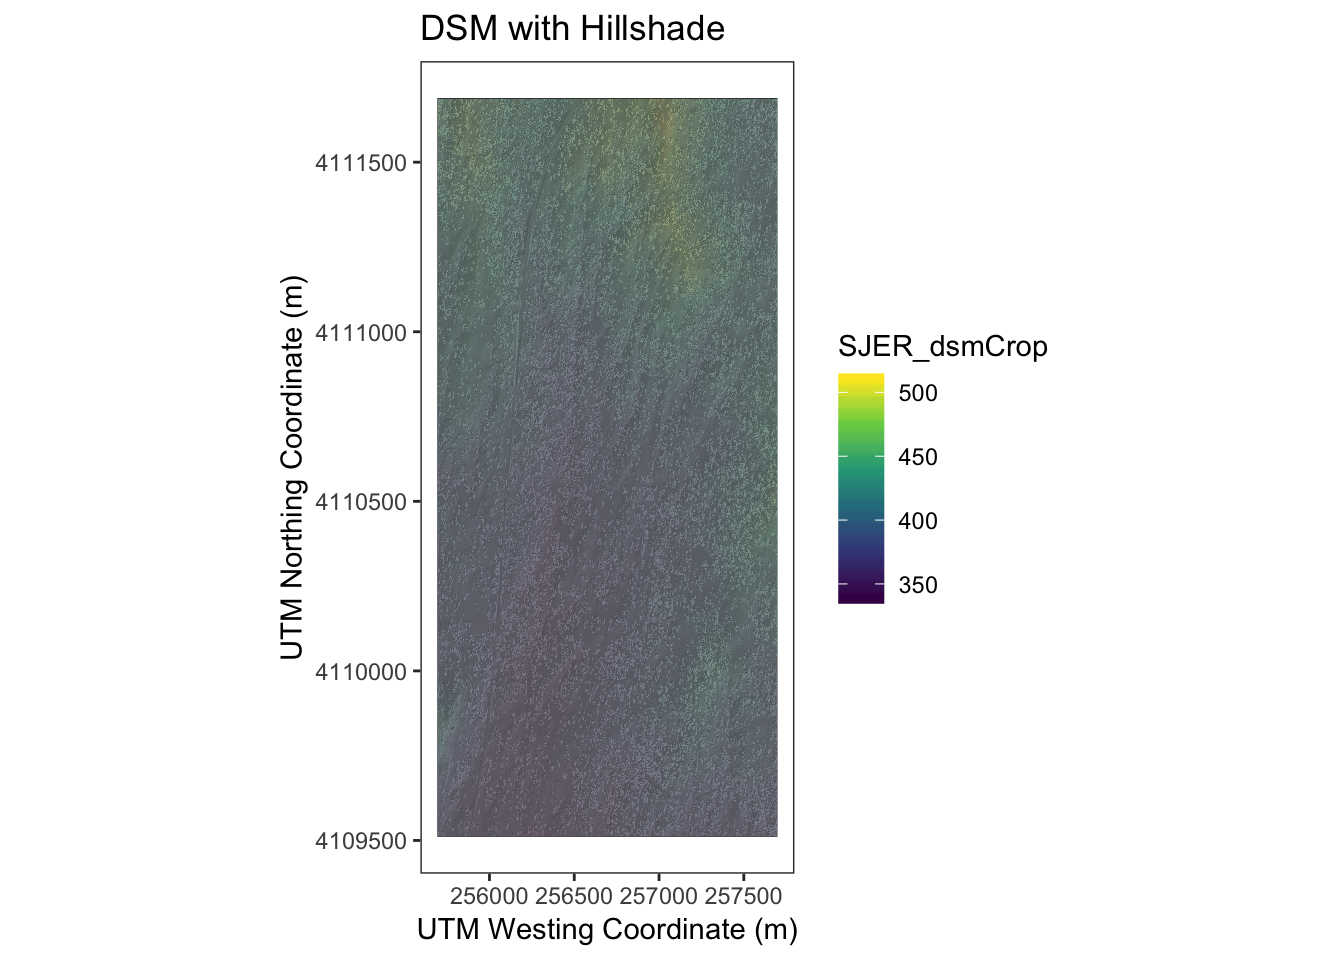 DSM with Hillshade
4111500
4111000
4110500
4110000
4109500
UTM Northing Coordinate (m)
256000 256500 257000 257500
UTM Westing Coordinate (m)
SJER_dsmCrop
500
450
400
350